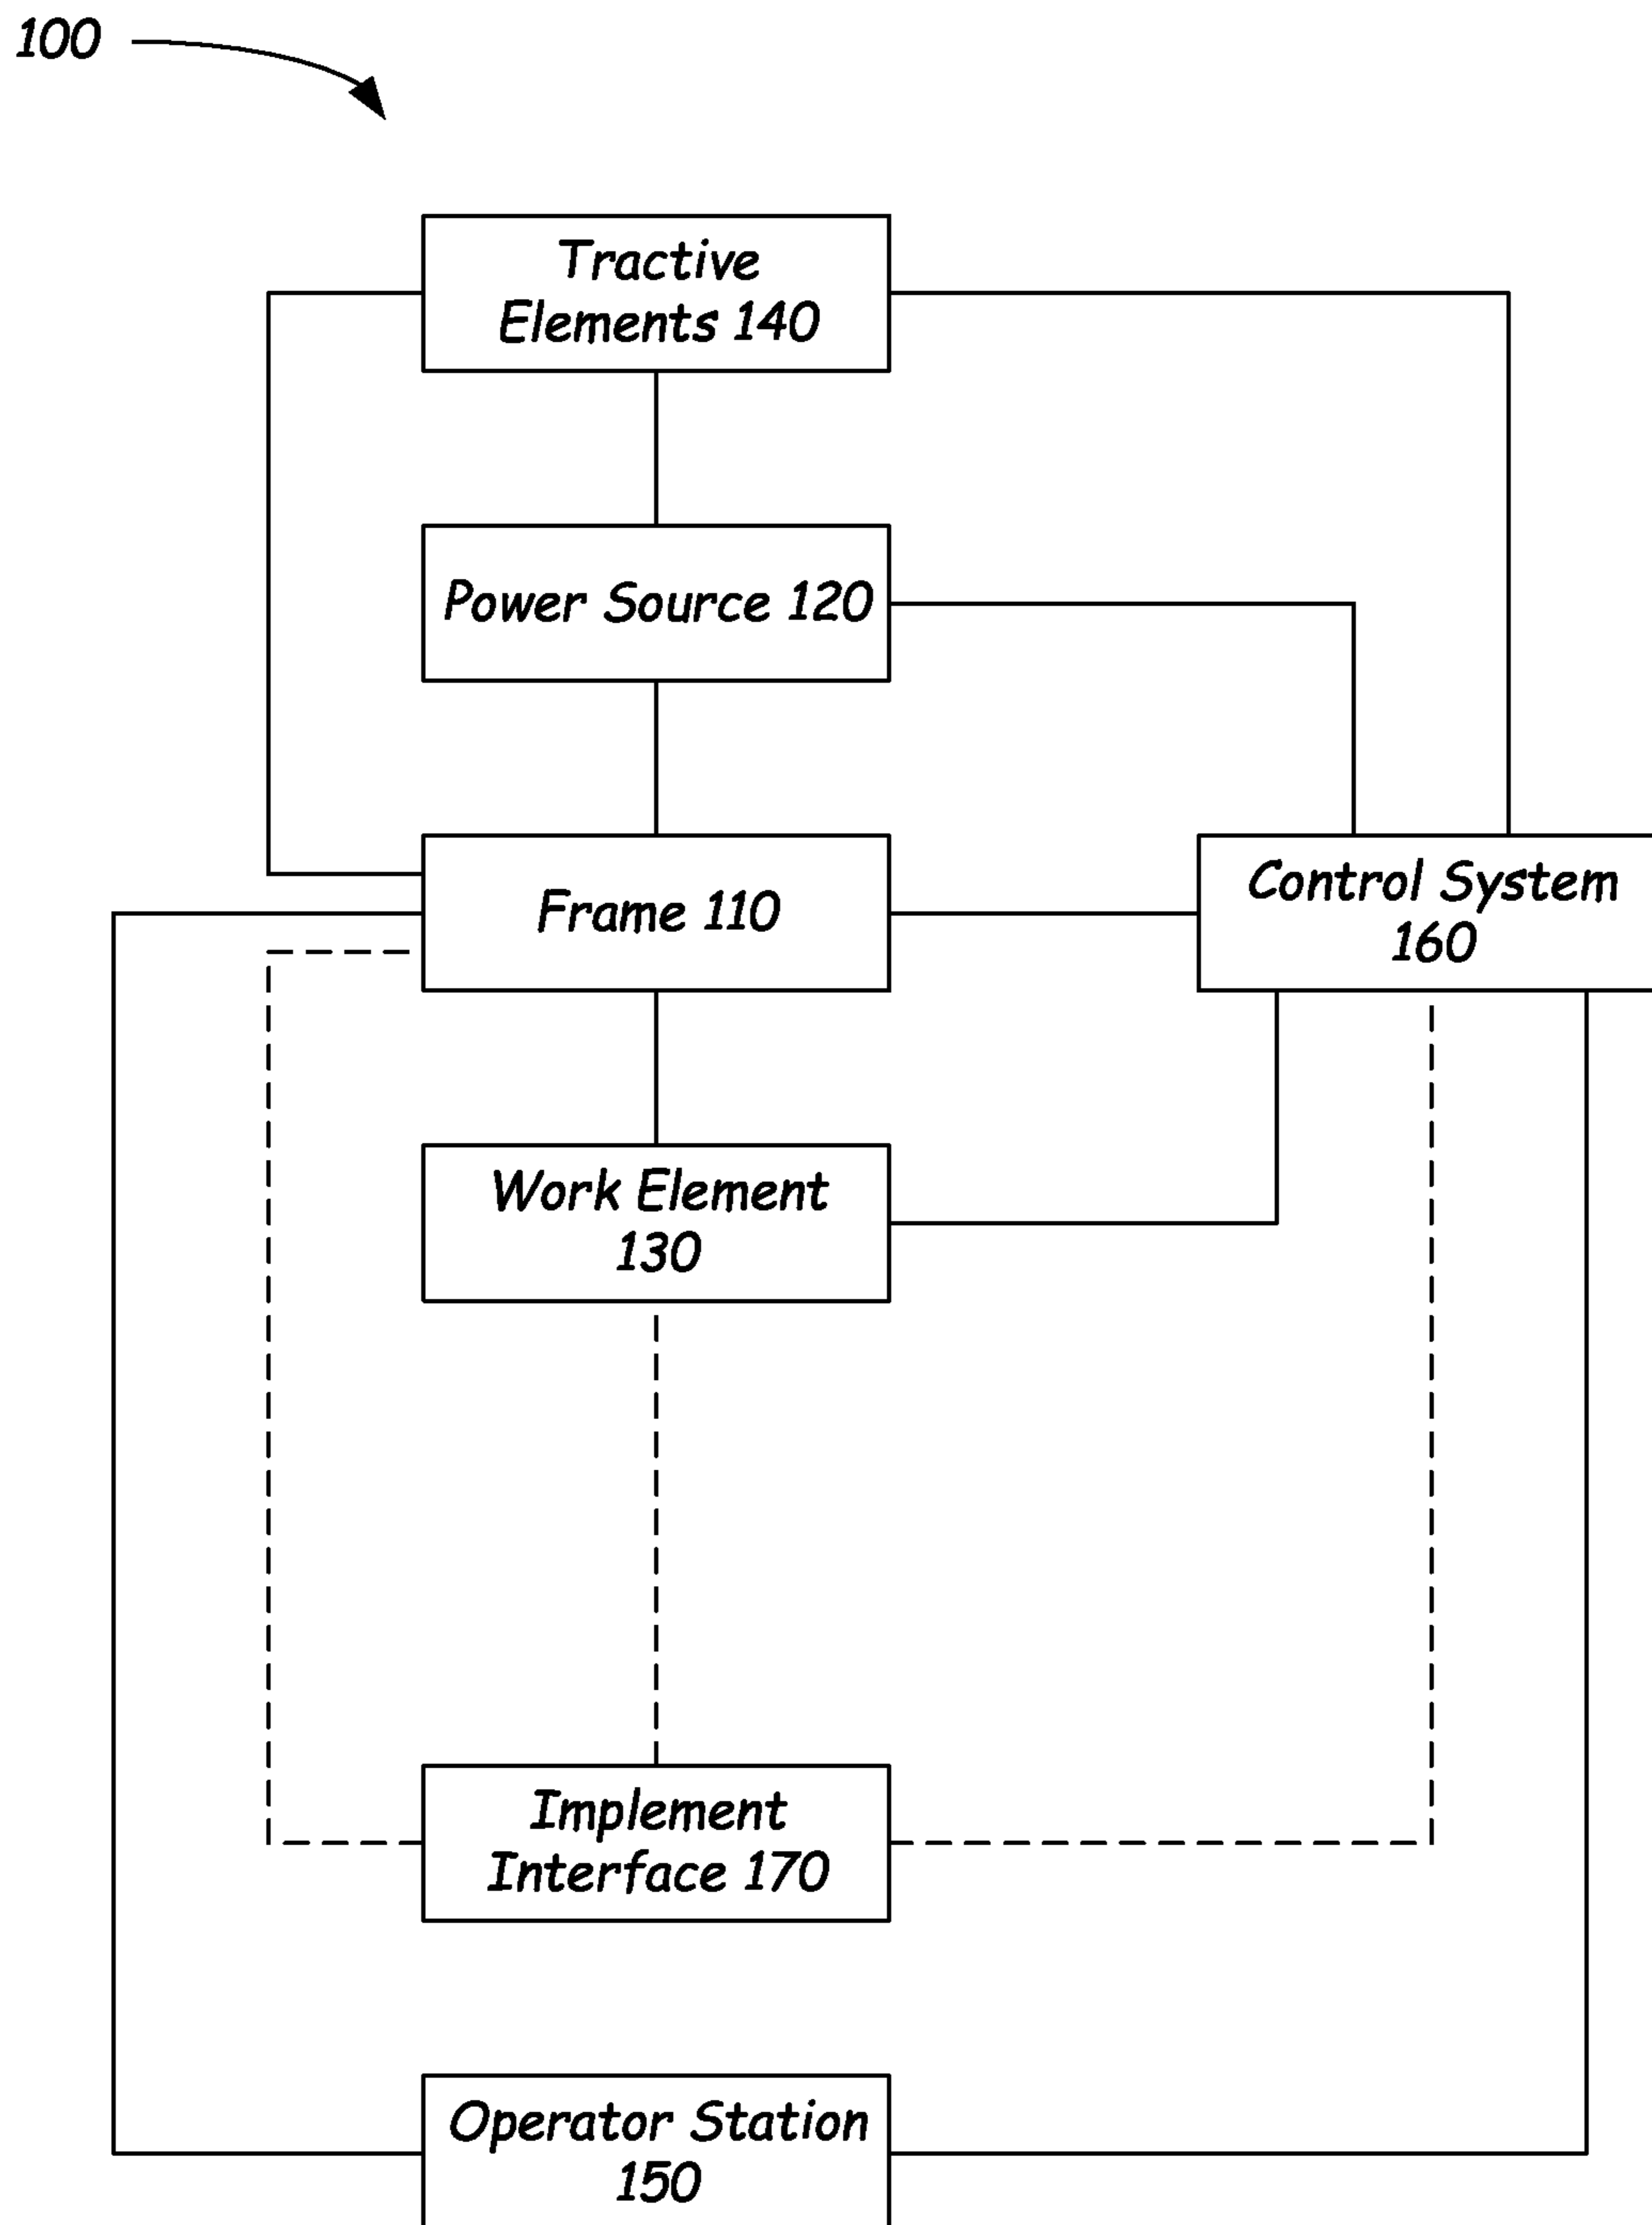 100
Tractive
Elements 140
Power Source 120
Frame 110
Control System
160
Work Element
130
Implement
Interface 170
Operator Station
150